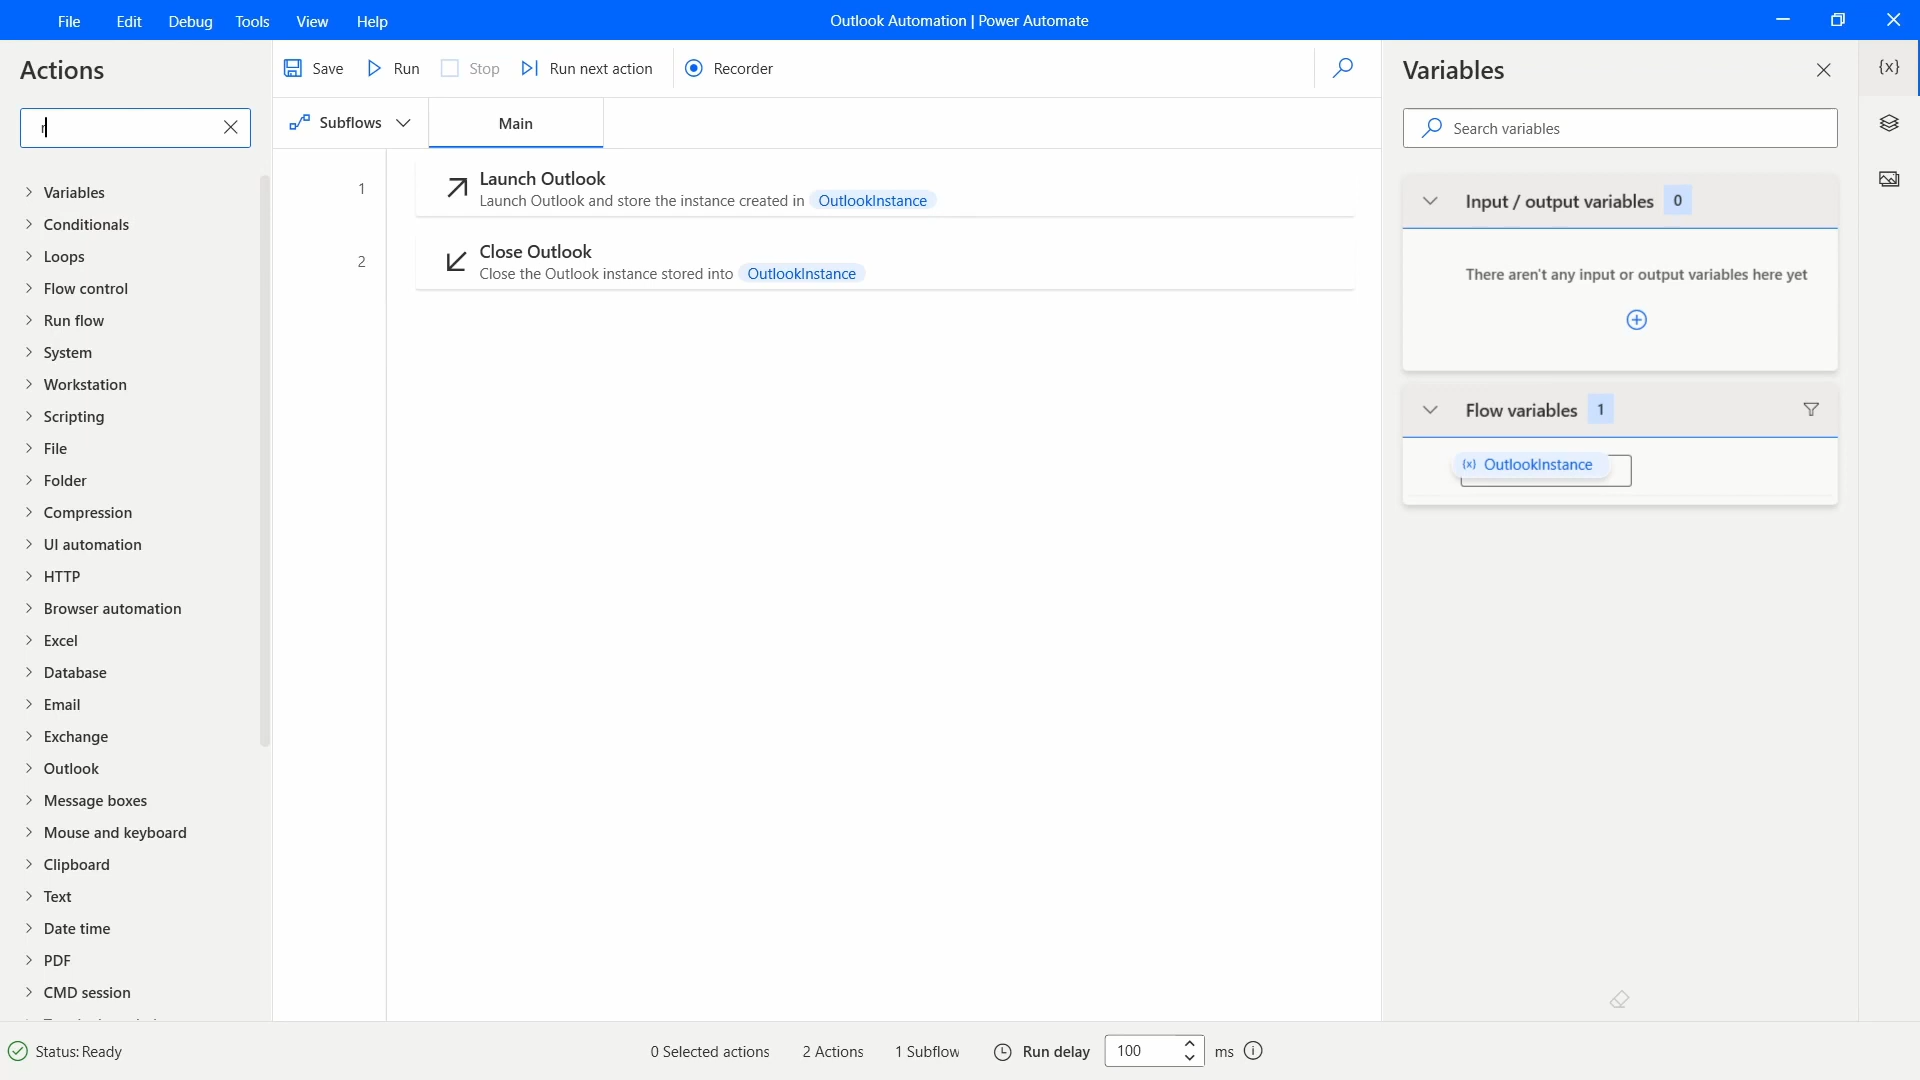 File Edit Debug Tools View Help
Outlook Automation | Power Automate
Actions
r
Variables
Conditionals
Loops
Flow control
Run flow
System
Workstation
Scripting
File
Folder
Compression
UI automation
HTTP
Browser automation
Excel
Database
Email
Exchange
Outlook
Message boxes
Mouse and keyboard
Clipboard
Text
Date time
PDF
CMD session
Save Run Stop Run next action Recorder
Subflows Main
1
Launch Outlook
Launch Outlook and store the instance created in OutlookInstance
2
Close Outlook
Close the Outlook instance stored into OutlookInstance
Variables
{x}
Search variables
Input / output variables 0
There aren't any input or output variables here yet
Flow variables 1
{x} OutlookInstance
Status: Ready
0 Selected actions 2 Actions 1 Subflow Run delay 100 ms